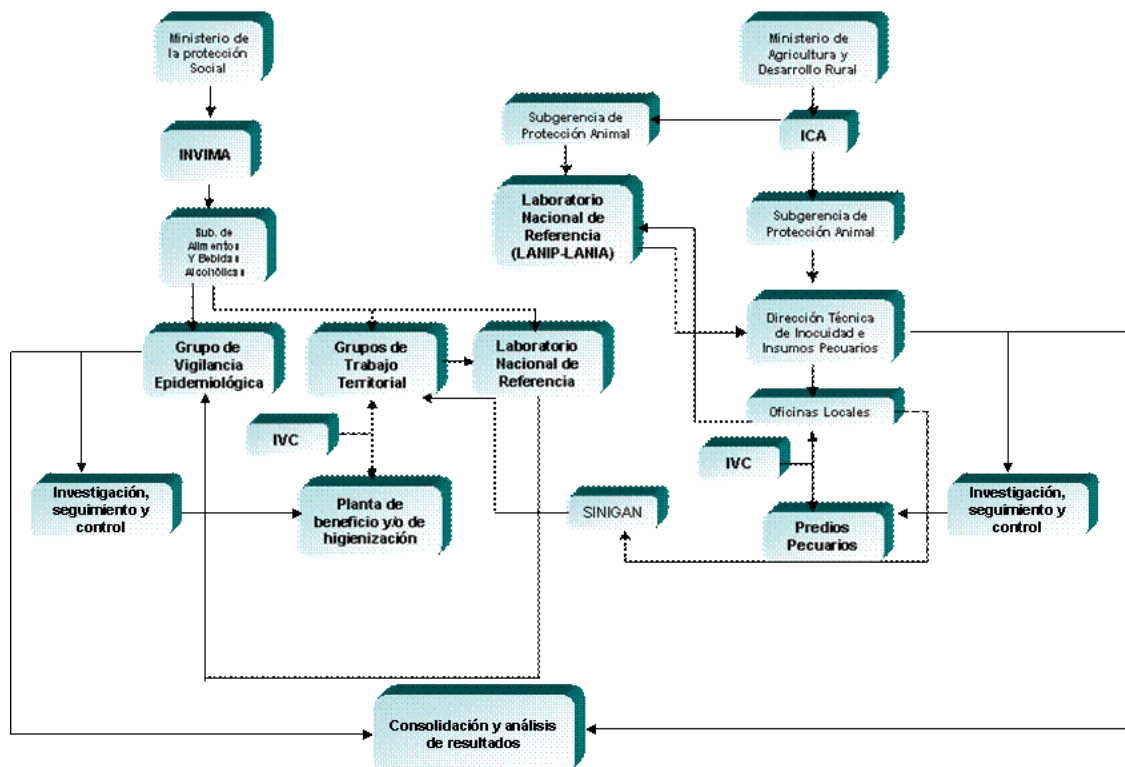 Ministerio de
la protección
Social
Ministerio de
Agricultura y
Desarrollo Rural
Subgerencia de
Protección Animal
ICA
INVIMA
Laboratorio
Nacional de
Referencia
(LANIP-LANIA)
Subgerencia de
Protección Animal
Sub. de
Alimentos
Y Bebidas
Alcohólicas
Dirección Técnica
de Inocuidad e
Insumos Pecuarios
Grupo de
Vigilancia
Epidemiológica
Grupos de
Trabajo
Territorial
Laboratorio
Nacional de
Referencia
Oficinas Locales
IVC
IVC
Investigación,
seguimiento y
control
Planta de
beneficio y/o de
higienización
SINIGAN
Predios
Pecuarios
Investigación,
seguimiento y
control
Consolidación y análisis
de resultados